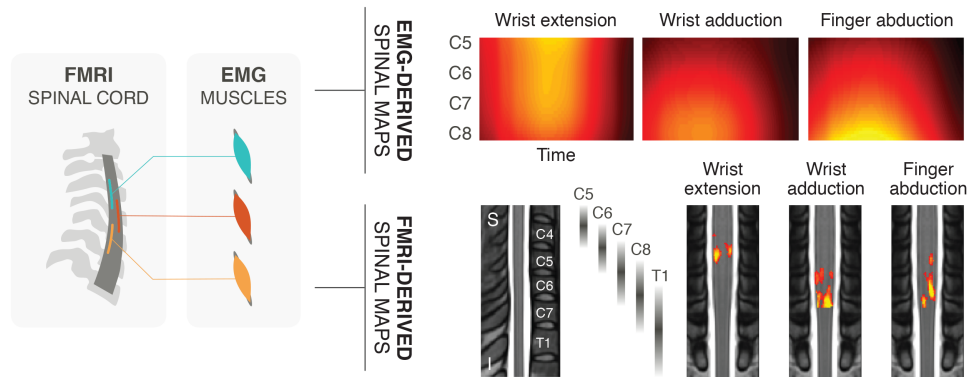 FMRI
SPINAL CORD
EMG
MUSCLES
EMG-DERIVED
SPINAL MAPS
FMRI-DERIVED
SPINAL MAPS
Wrist extension
Wrist adduction
Finger abduction
C5
C6
C7
C8
Time
S
I
C4
C5
C6
C7
T1
C5
C6
C7
C8
T1
Wrist
extension
Wrist
adduction
Finger
abduction